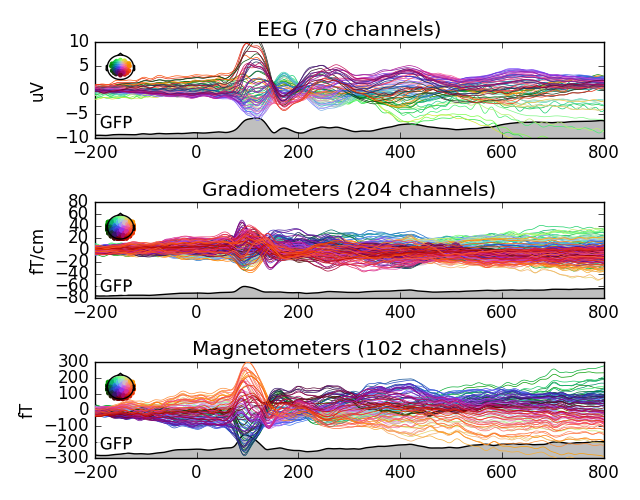 EEG (70 channels)
10
5
0
−5
−10
uV
GFP
−200 0 200 400 600 800
Gradiometers (204 channels)
80
60
40
20
0
−20
−40
−60
−80
fT/cm
GFP
−200 0 200 400 600 800
Magnetometers (102 channels)
300
200
100
0
−100
−200
−300
fT
GFP
−200 0 200 400 600 800